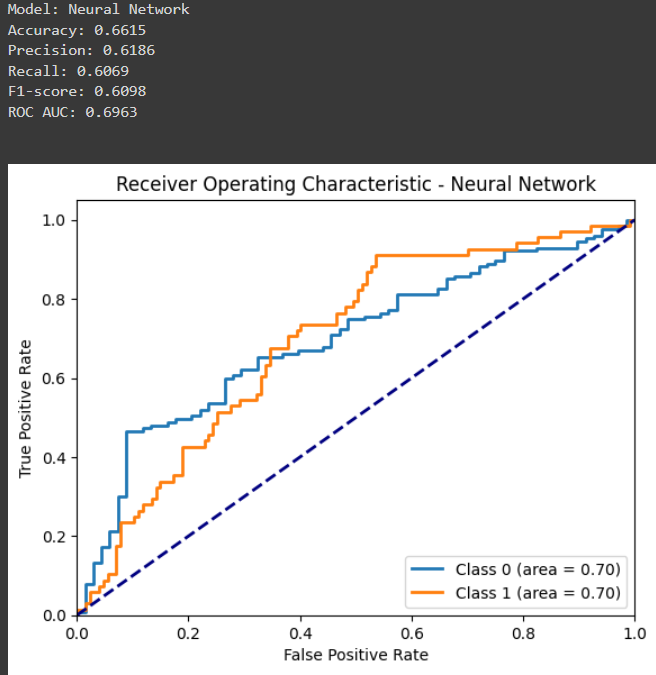 Model: Neural Network
Accuracy: 0.6615
Precision: 0.6186
Recall: 0.6069
F1-score: 0.6098
ROC AUC: 0.6963
Receiver Operating Characteristic - Neural Network
True Positive Rate
1.0
0.8
0.6
0.4
0.2
0.0
Class 0 (area = 0.70)
Class 1 (area = 0.70)
0.0 0.2 0.4 0.6 0.8 1.0
False Positive Rate